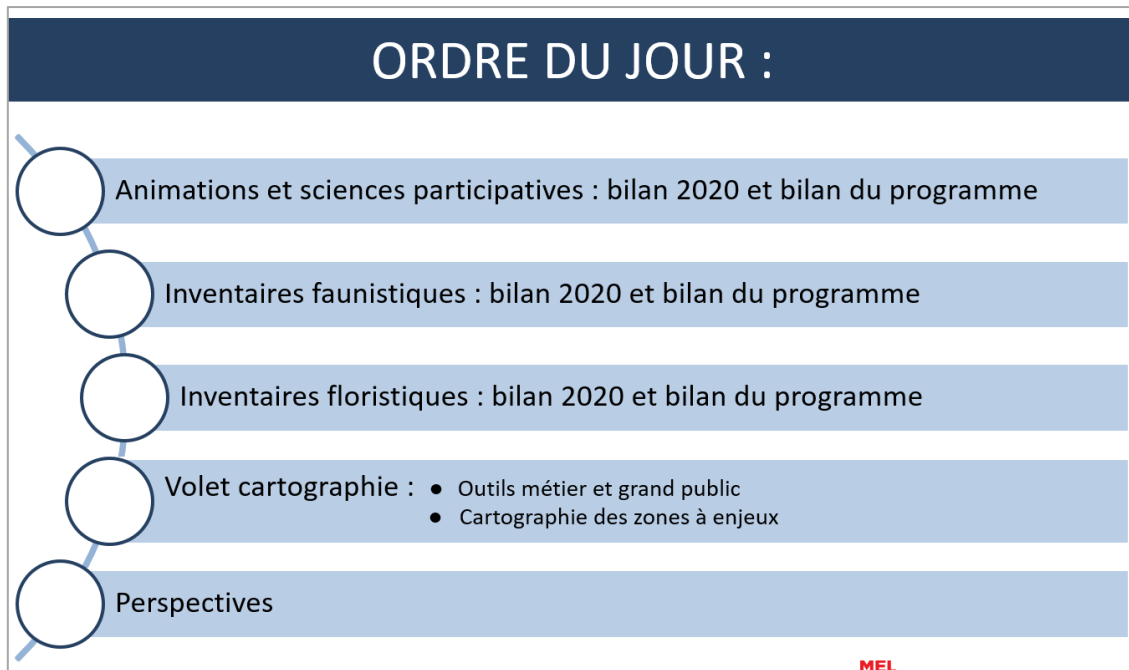 ORDRE DU JOUR :
Animations et sciences participatives : bilan 2020 et bilan du programme
Inventaires faunistiques : bilan 2020 et bilan du programme
Inventaires floristiques : bilan 2020 et bilan du programme
Volet cartographie : ● Outils métier et grand public
● Cartographie des zones à enjeux
Perspectives
MEL